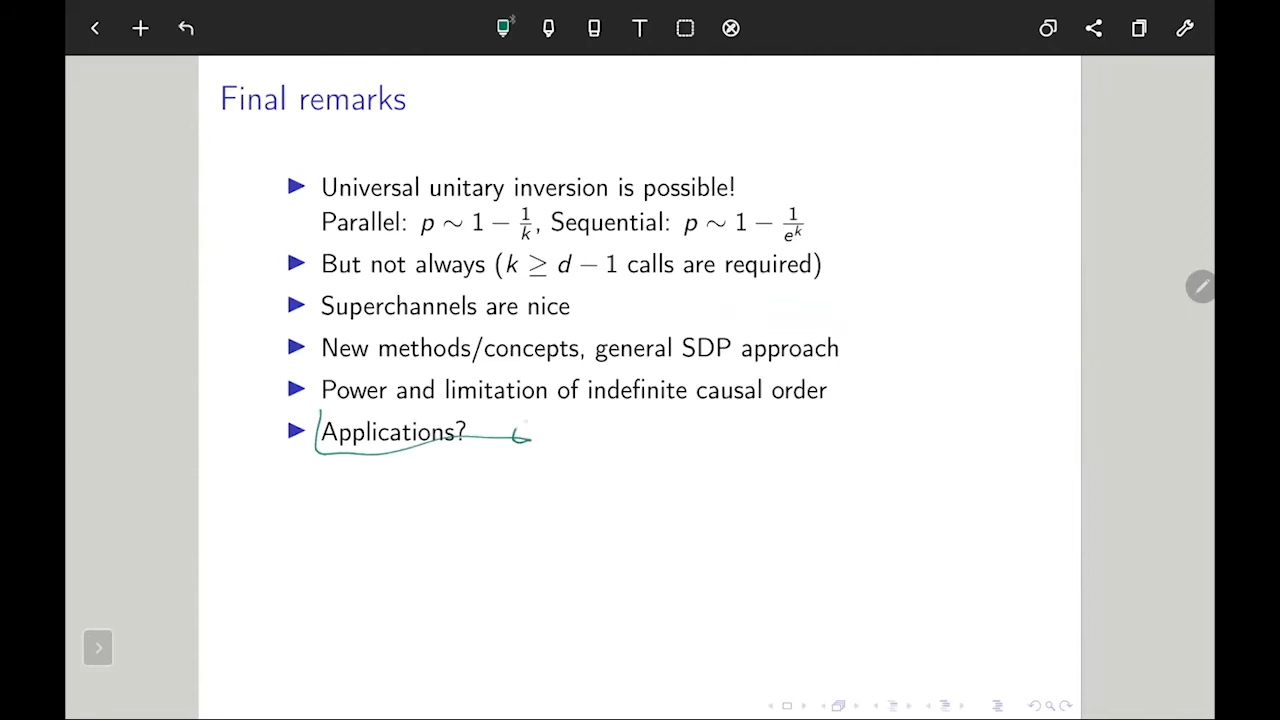 Final remarks
▶ Universal unitary inversion is possible!
Parallel: p ∼ 1 − 1/k, Sequential: p ∼ 1 − 1/e^k
▶ But not always (k ≥ d − 1 calls are required)
▶ Superchannels are nice
▶ New methods/concepts, general SDP approach
▶ Power and limitation of indefinite causal order
▶ Applications?